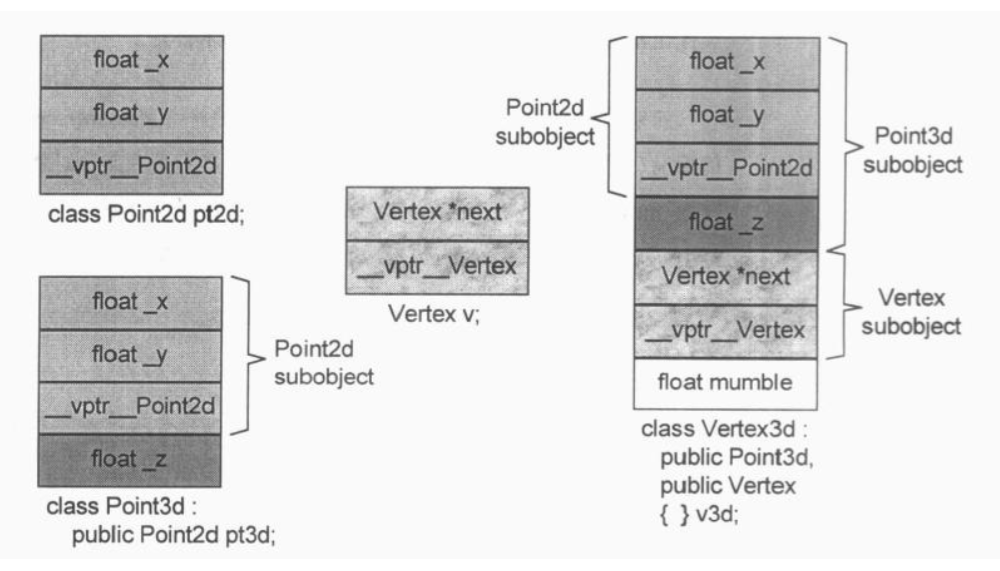 float _x
float _y
__vptr__Point2d
class Point2d pt2d;
float _x
float _y
__vptr__Point2d
float _z
Point2d
subobject
class Point3d :
public Point2d pt3d;
Vertex *next
__vptr__Vertex
Vertex v;
Point2d
subobject
float _x
float _y
__vptr__Point2d
float _z
Vertex *next
__vptr__Vertex
float mumble
Point3d
subobject
Vertex
subobject
class Vertex3d :
public Point3d,
public Vertex
{ } v3d;